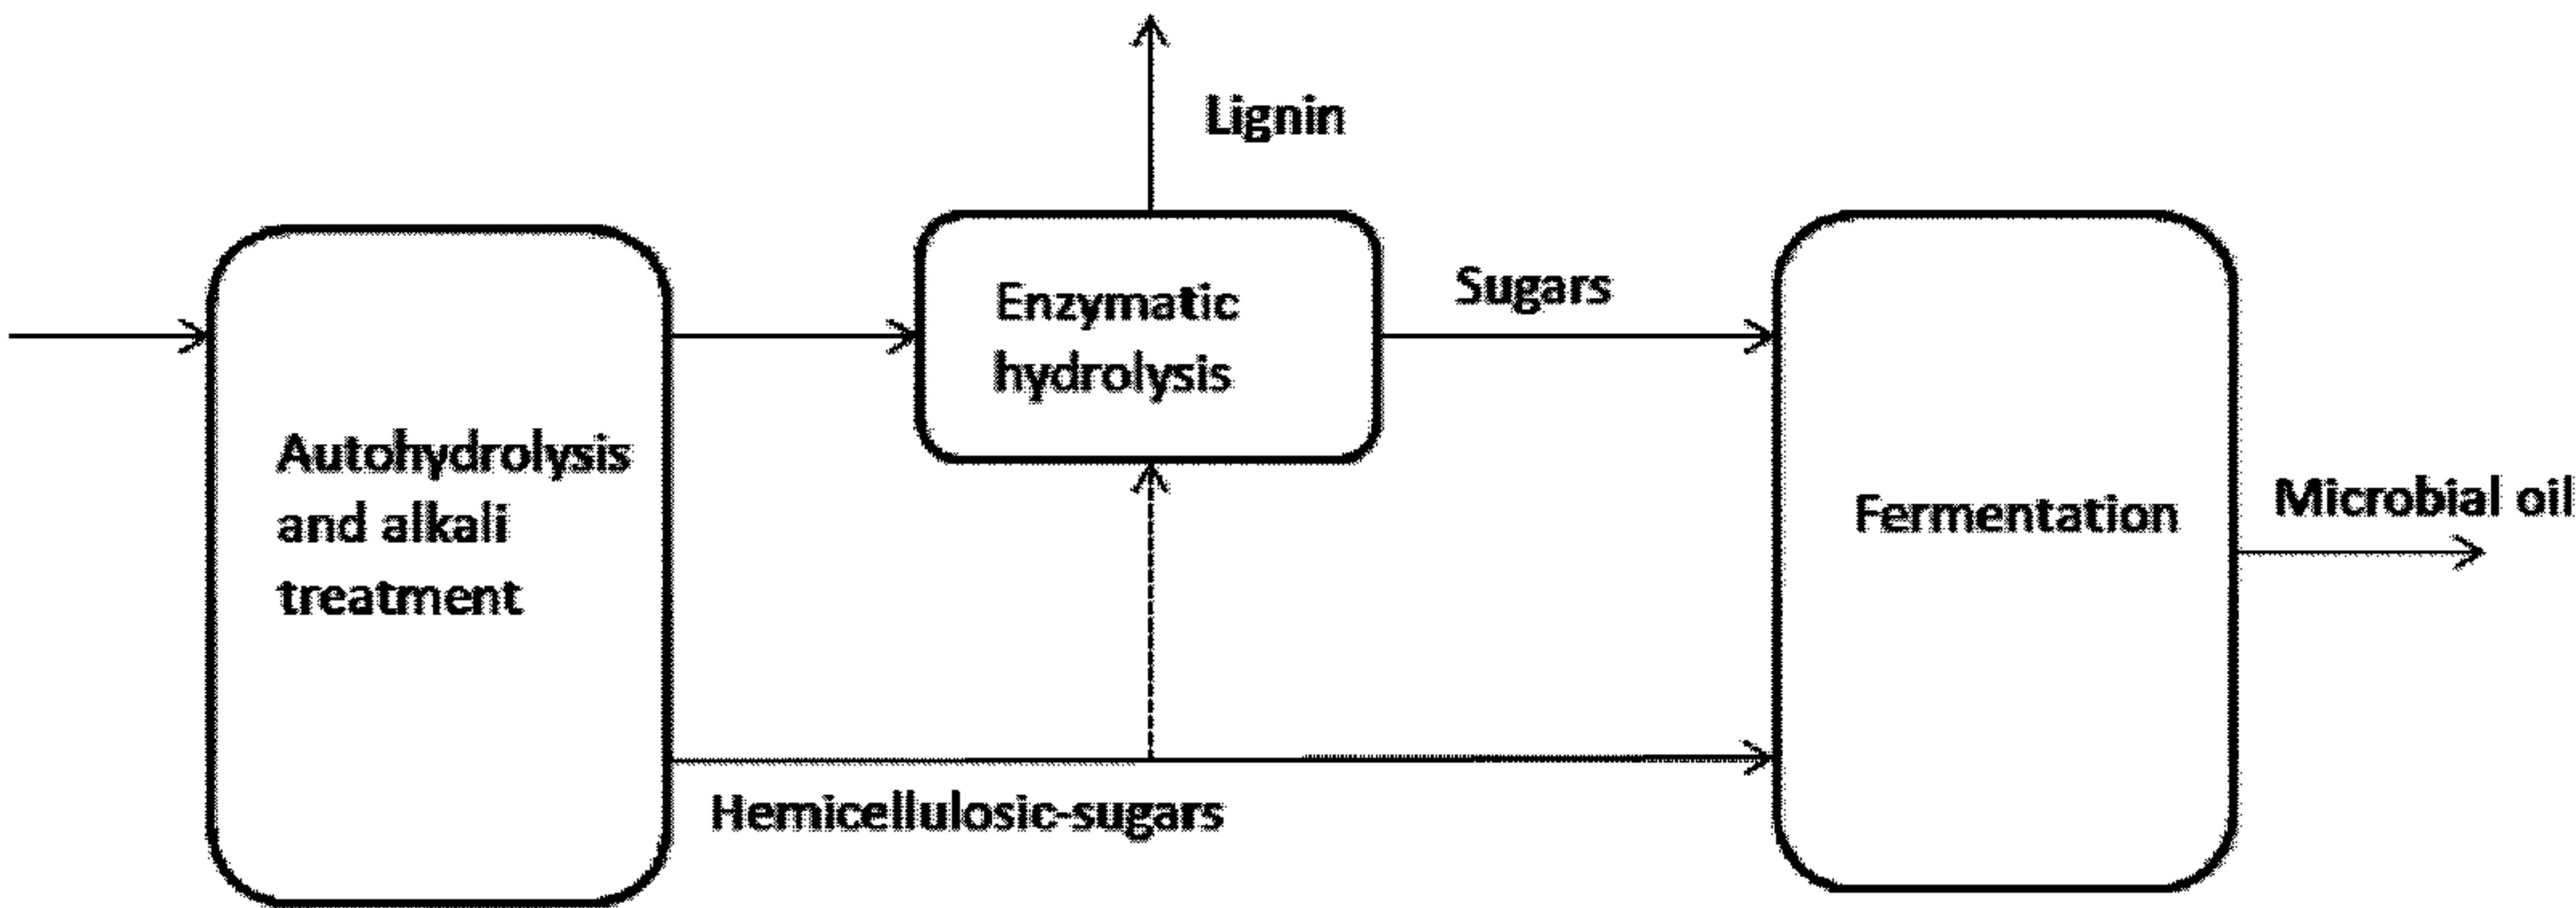 Lignin
Enzymatic
hydrolysis
Sugars
Autohydrolysis
and alkali
treatment
Fermentation
Microbial oil
Hemicellulosic-sugars